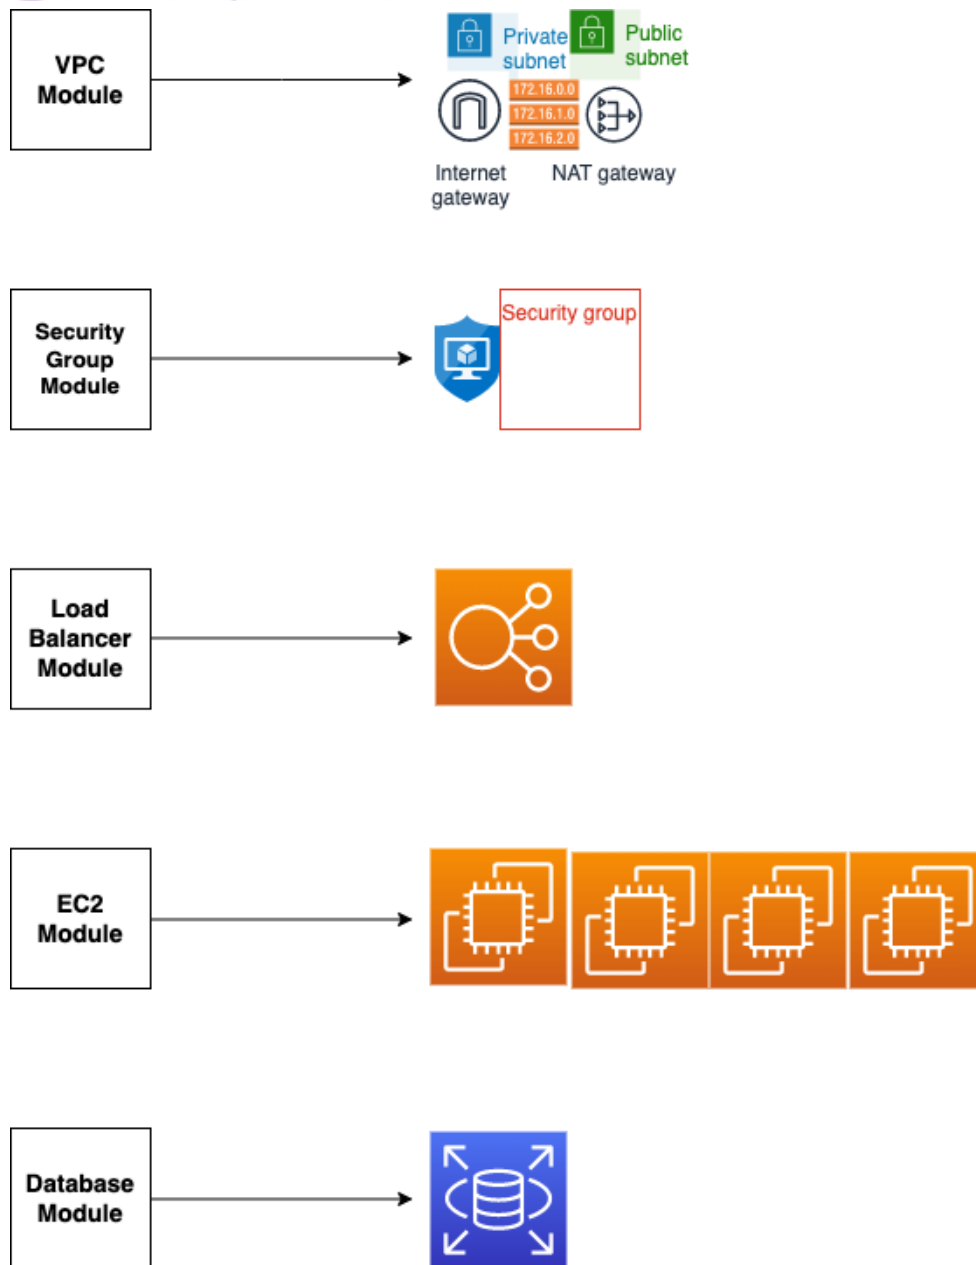 VPC
Module
Private
subnet
Public
subnet
172.16.0.0
172.16.1.0
172.16.2.0
Internet
gateway
NAT gateway
Security
Group
Module
Security group
Load
Balancer
Module
EC2
Module
Database
Module